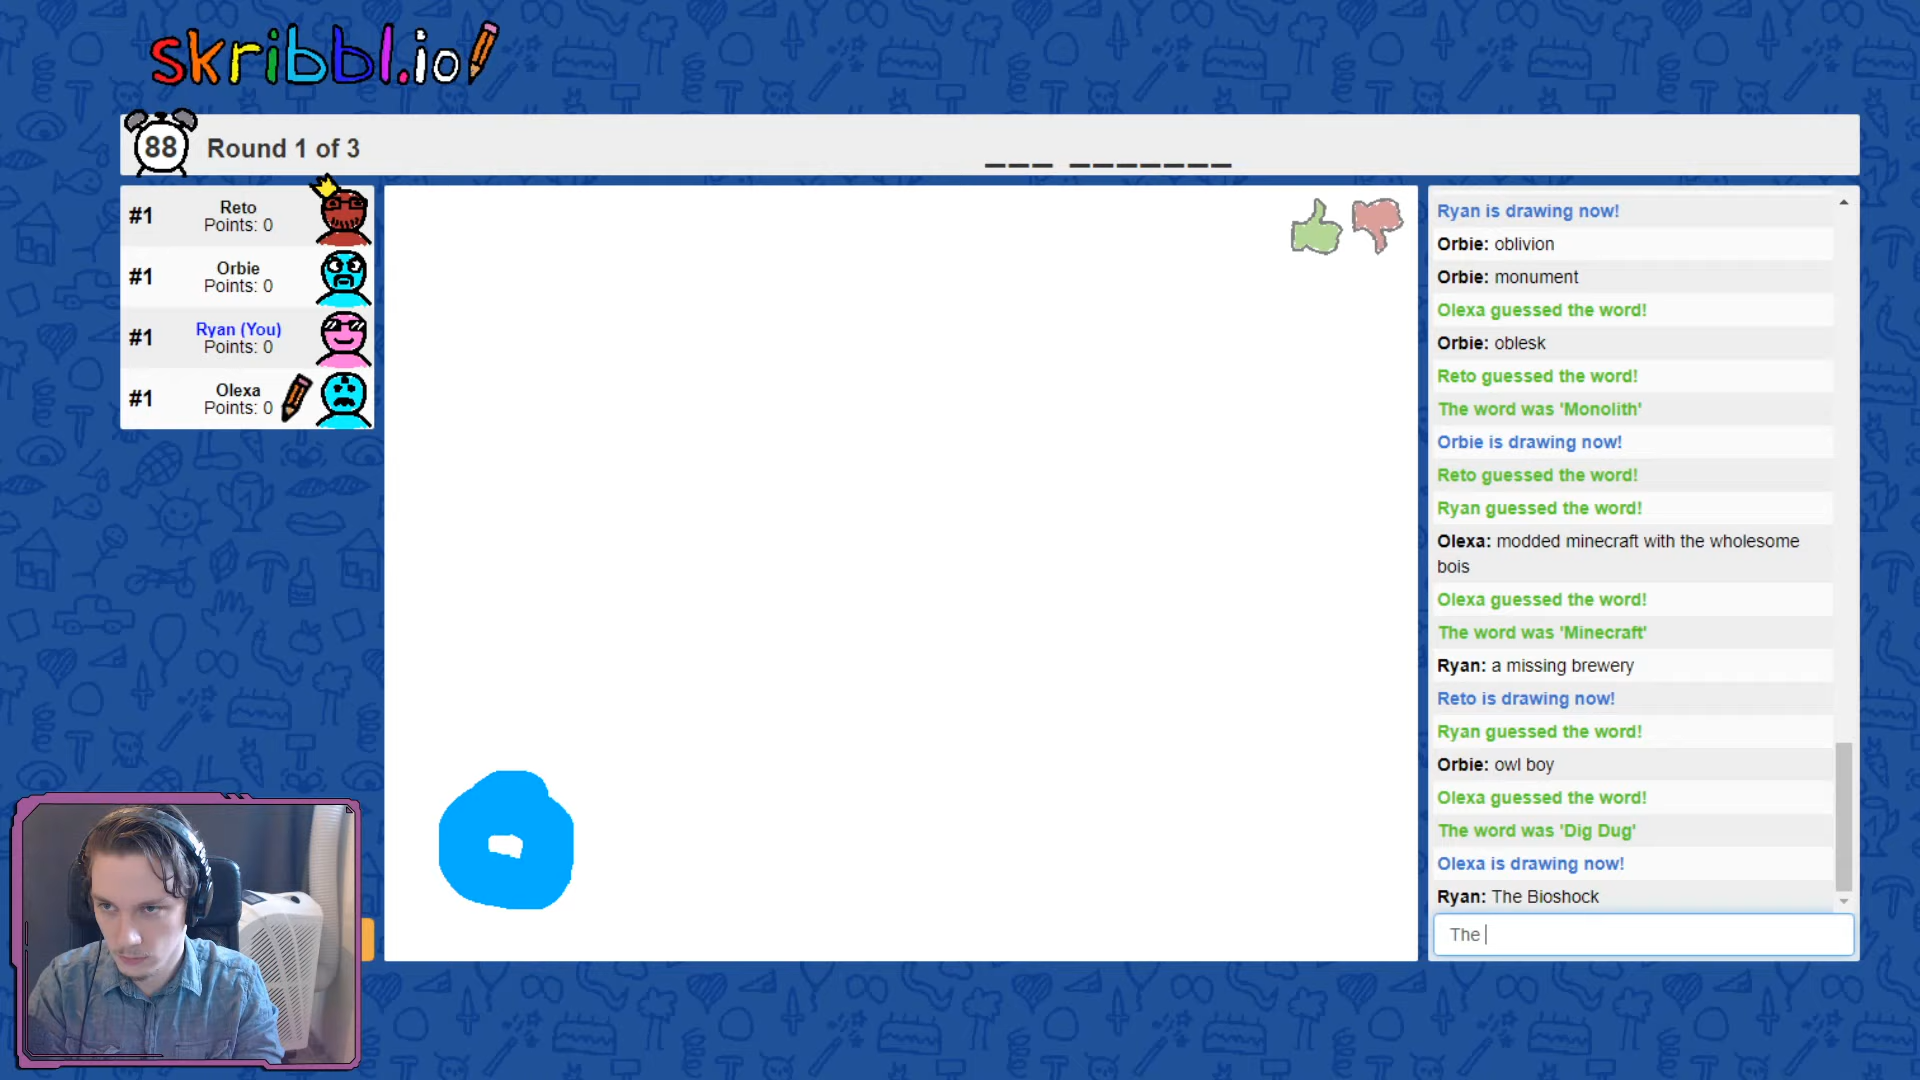 skribbl.io
88
Round 1 of 3
___ _______
#1
Reto
Points: 0
#1
Orbie
Points: 0
#1
Ryan (You)
Points: 0
#1
Olexa
Points: 0
Ryan is drawing now!
Orbie: oblivion
Orbie: monument
Olexa guessed the word!
Orbie: oblesk
Reto guessed the word!
The word was 'Monolith'
Orbie is drawing now!
Reto guessed the word!
Ryan guessed the word!
Olexa: modded minecraft with the wholesome
bois
Olexa guessed the word!
The word was 'Minecraft'
Ryan: a missing brewery
Reto is drawing now!
Ryan guessed the word!
Orbie: owl boy
Olexa guessed the word!
The word was 'Dig Dug'
Olexa is drawing now!
Ryan: The Bioshock
The